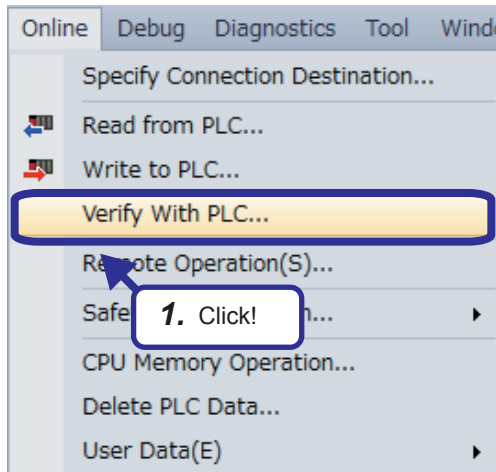 Online Debug Diagnostics Tool
Specify Connection Destination...
Read from PLC...
Write to PLC...
Verify With PLC...
Remote Operation(S)...
1. Click!
CPU Memory Operation...
Delete PLC Data...
User Data(E)